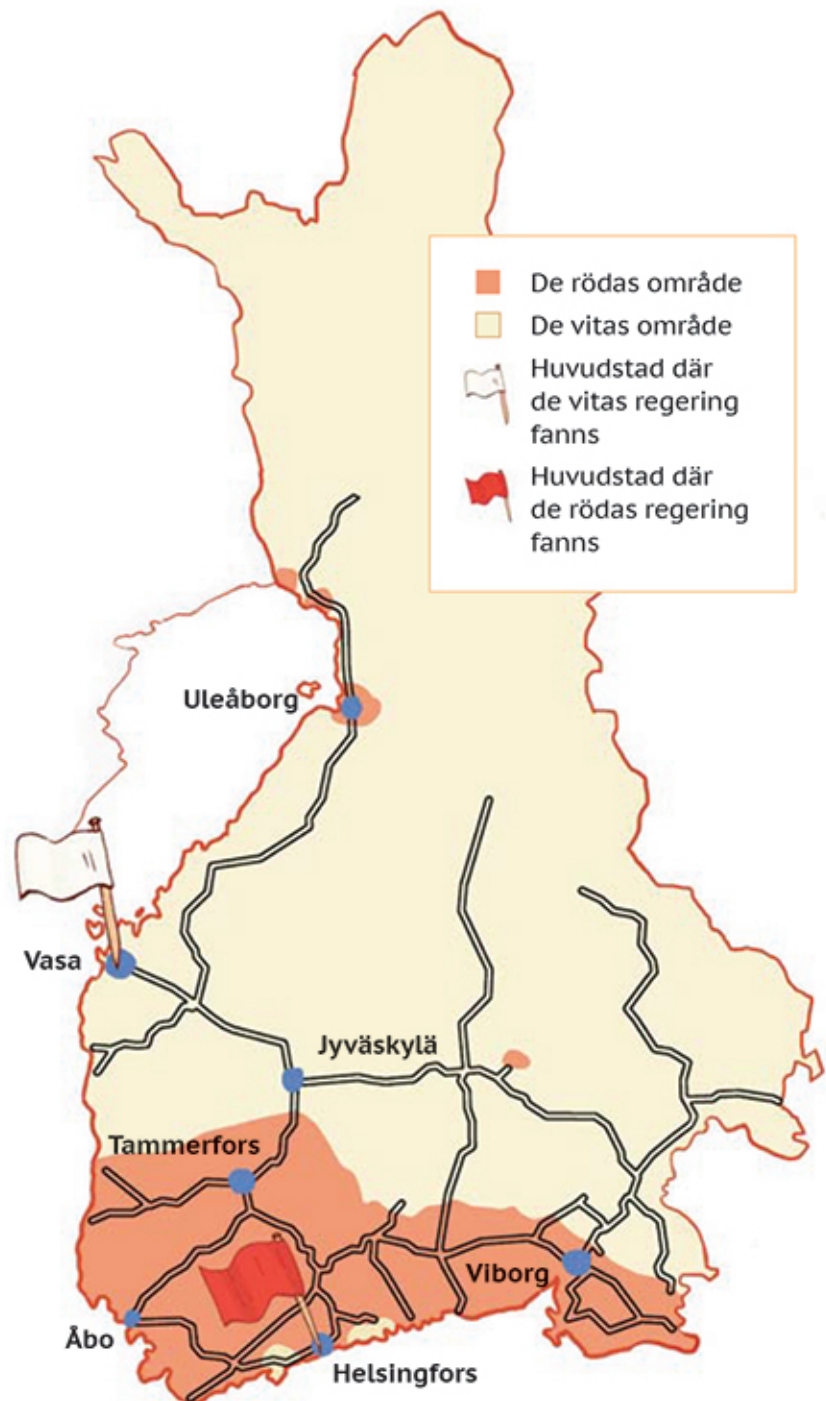 De rödas område
De vitas område
Huvudstad där
de vitas regering
fanns
Huvudstad där
de rödas regering
fanns
Uleåborg
Vasa
Jyväskylä
Tammerfors
Viborg
Åbo
Helsingfors